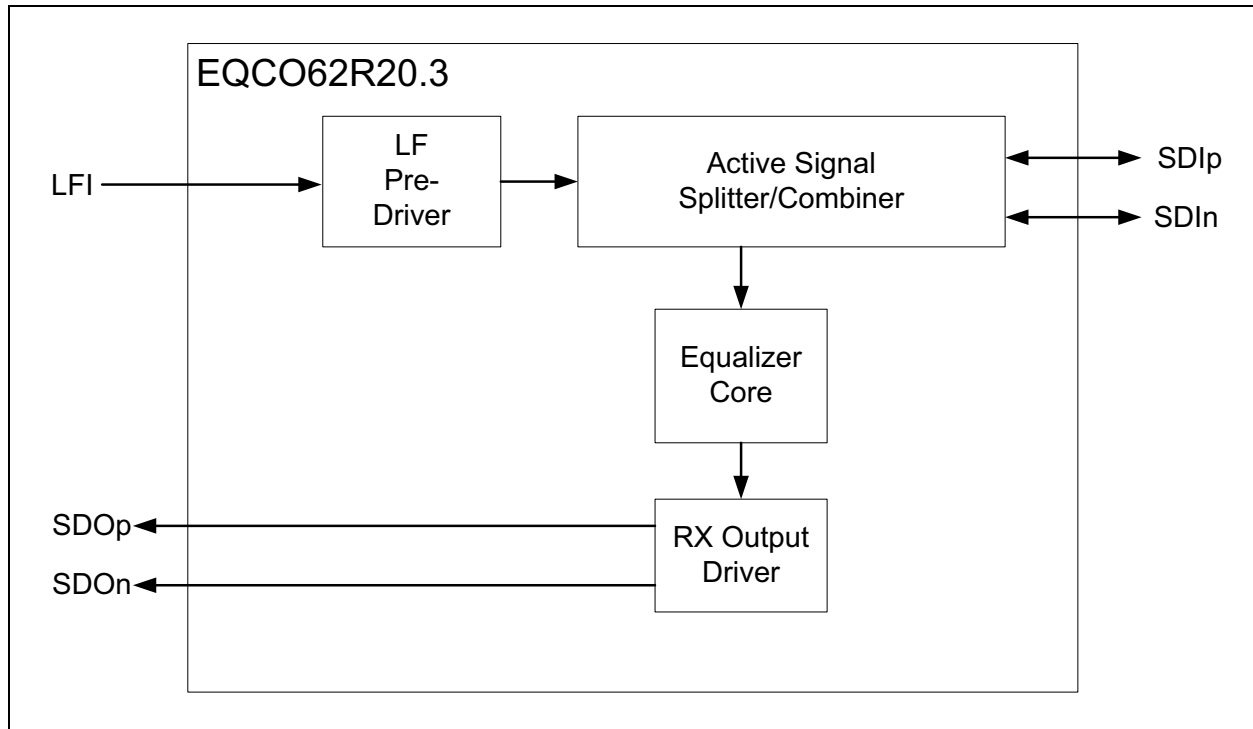 EQCO62R20.3
LF
Pre-
Driver
Active Signal
Splitter/Combiner
LFI
SDIp
SDIn
Equalizer
Core
SDOp
SDOn
RX Output
Driver